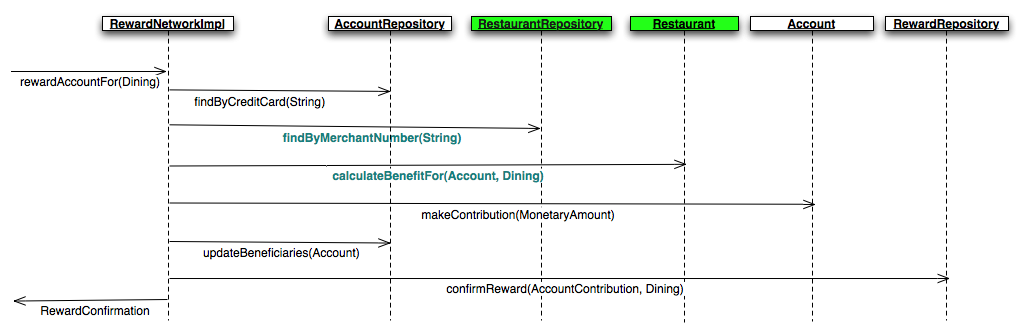 RewardNetworkImpl
AccountRepository
RestaurantRepository
Restaurant
Account
RewardRepository
rewardAccountFor(Dining)
findByCreditCard(String)
findByMerchantNumber(String)
calculateBenefitFor(Account, Dining)
makeContribution(MonetaryAmount)
updateBeneficiaries(Account)
confirmReward(AccountContribution, Dining)
RewardConfirmation